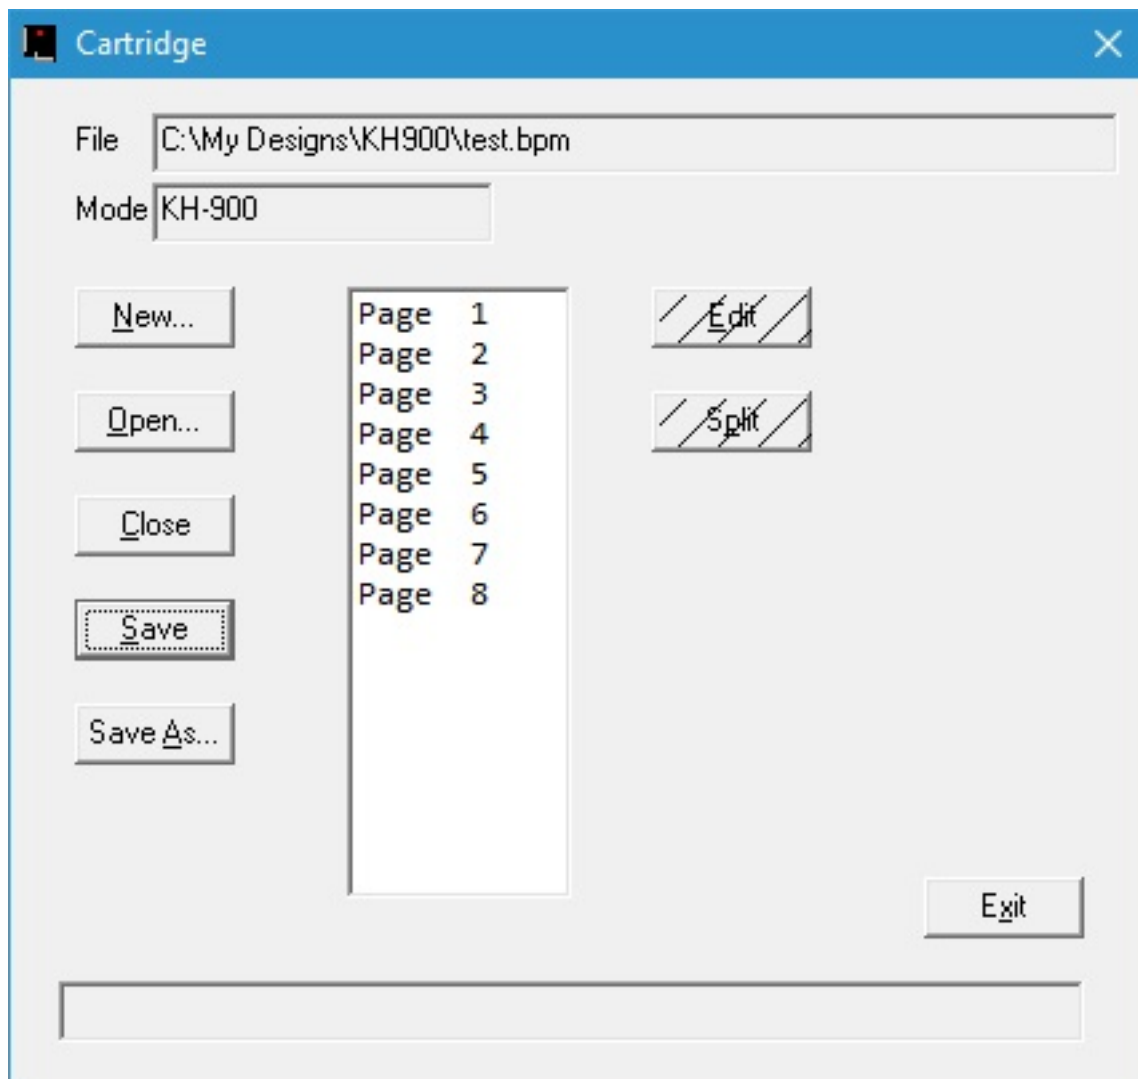 Cartridge
File C:\My Designs\KH900\test.bpm
Mode KH-900
New...
Open...
Close
Save
Save As...
Page 1
Page 2
Page 3
Page 4
Page 5
Page 6
Page 7
Page 8
Edit
Split
Exit